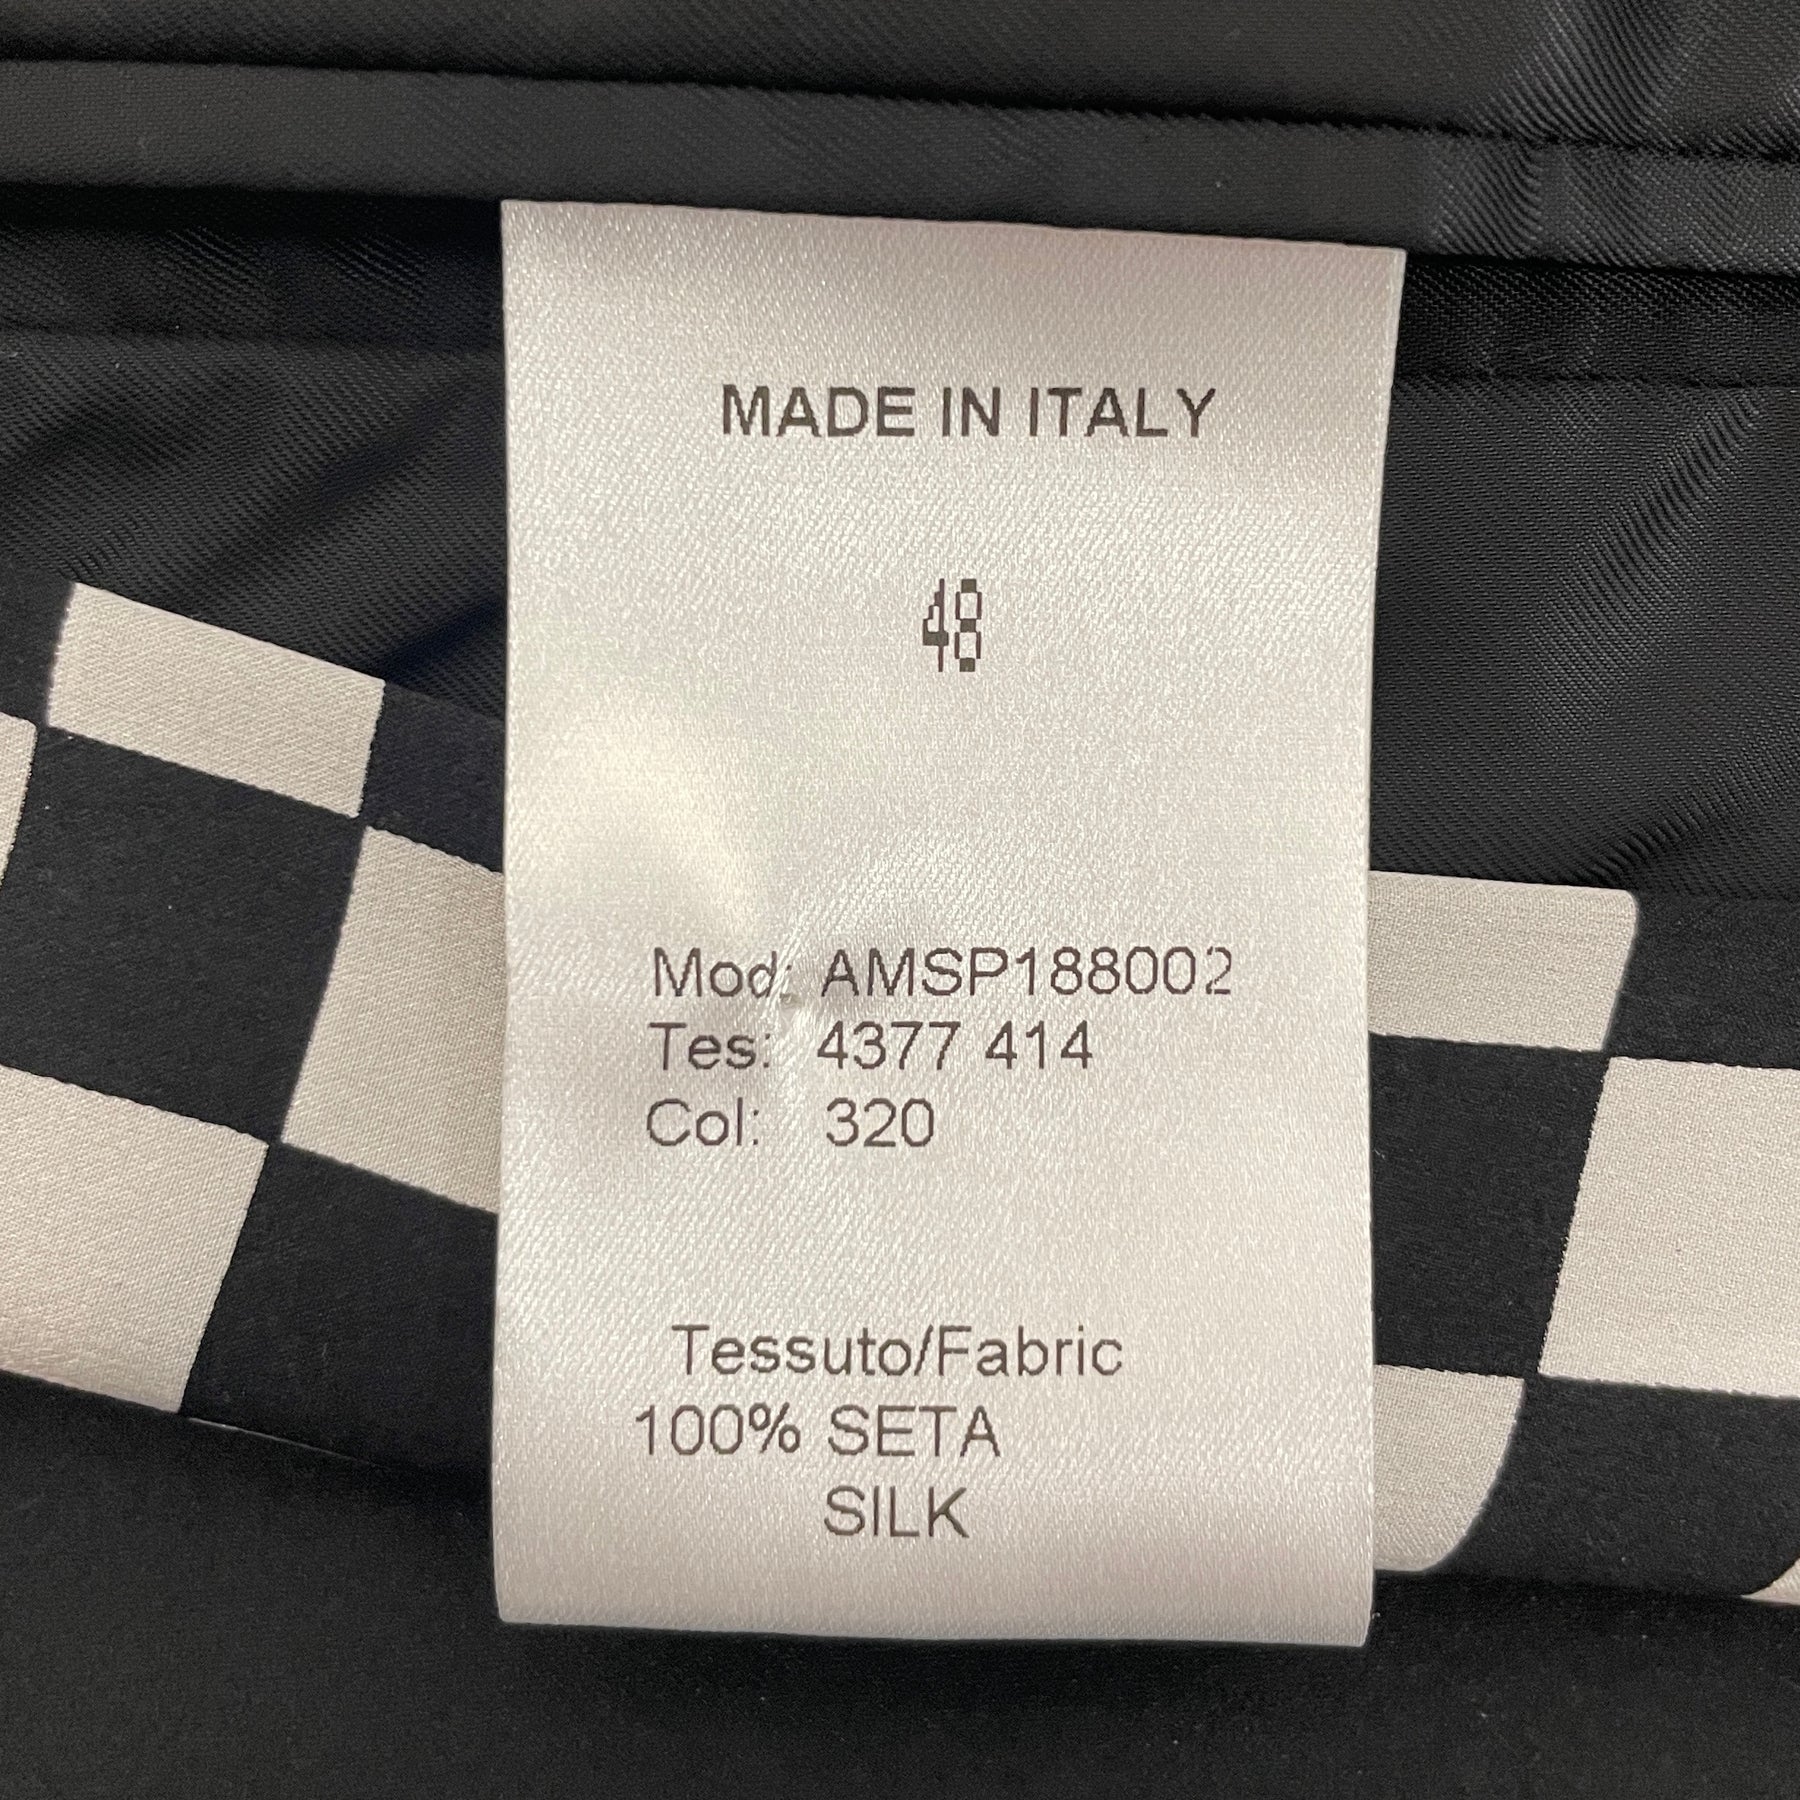 MADE IN ITALY
48
Mod: AMSP188002
Tes: 4377 414
Col: 320
Tessuto/Fabric
100% SETA
SILK